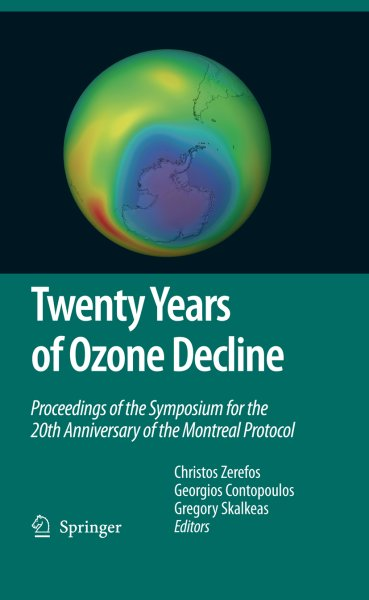 Twenty Years
of Ozone Decline
Proceedings of the Symposium for the
20th Anniversary of the Montreal Protocol
Christos Zerefos
Georgios Contopoulos
Gregory Skalkeas
Editors
Springer